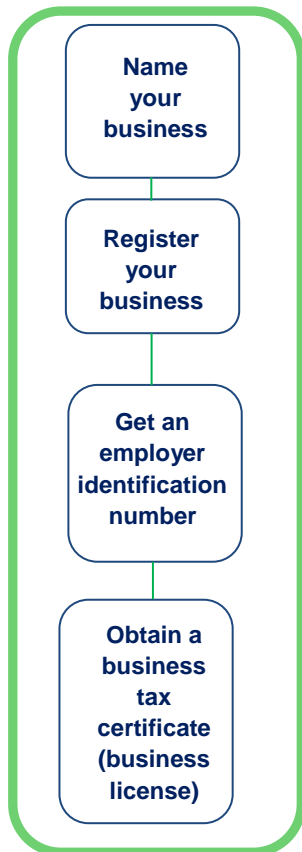 Name
your
business
Register
your
business
Get an
employer
identification
number
Obtain a
business
tax
certificate
(business
license)